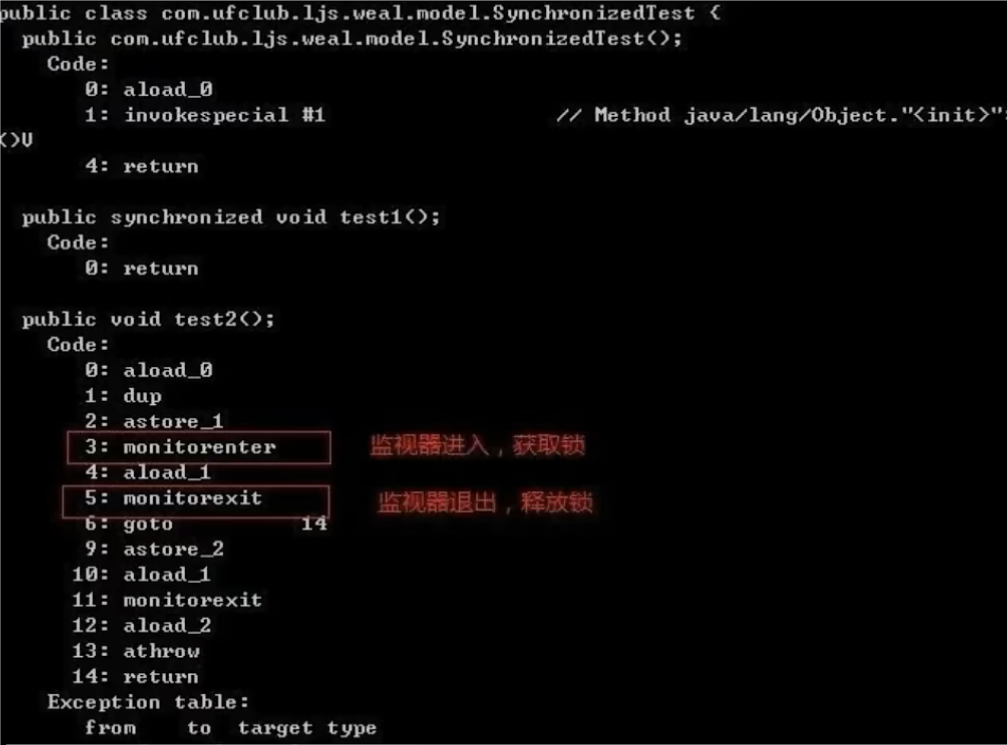 public class com.ufclub.ljs.weal.model.SynchronizedTest {
public com.ufclub.ljs.weal.model.SynchronizedTest();
Code:
0: aload_0
1: invokespecial #1 // Method java/lang/Object."<init>":
()V
4: return
public synchronized void test1();
Code:
0: return
public void test2();
Code:
0: aload_0
1: dup
2: astore_1
3: monitorenter 监视器进入，获取锁
4: aload_1
5: monitorexit 监视器退出，释放锁
6: goto 14
9: astore_2
10: aload_1
11: monitorexit
12: aload_2
13: athrow
14: return
Exception table:
from to target type